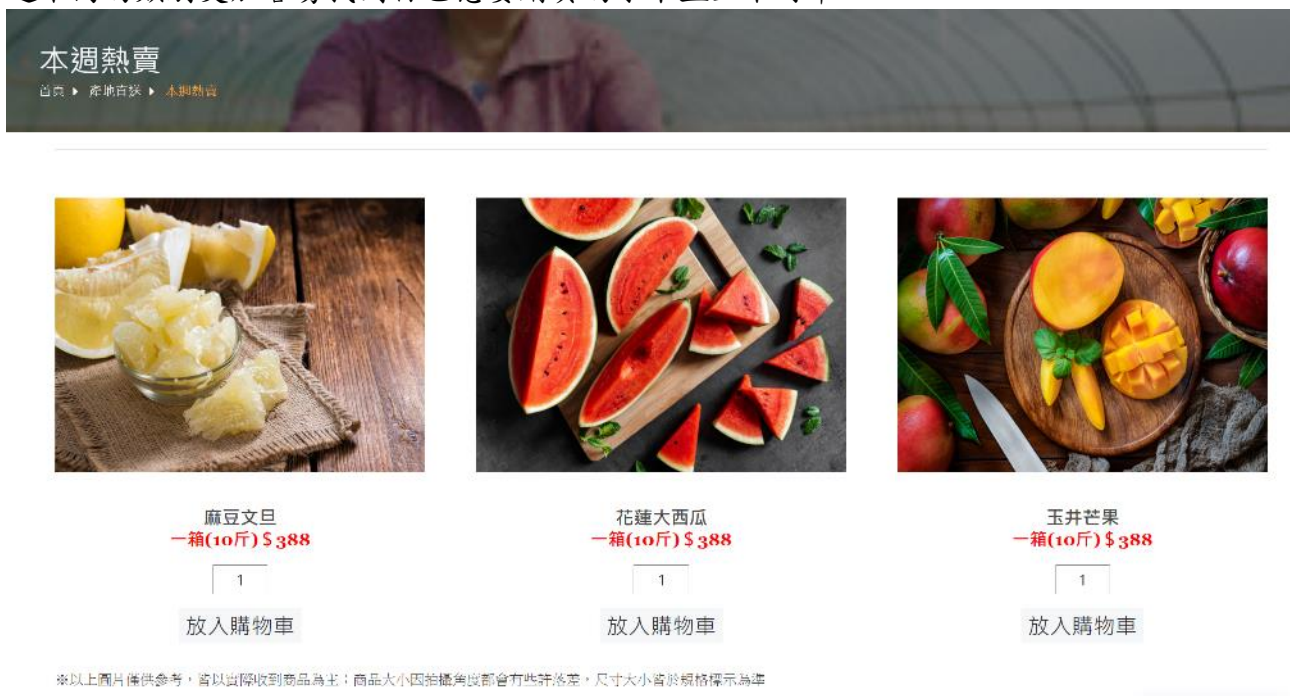 本週熱賣
首頁 ▸ 產地直送 ▸ 本週熱賣
麻豆文旦
一箱(10斤)$388
1
放入購物車
花蓮大西瓜
一箱(10斤)$388
1
放入購物車
玉井芒果
一箱(10斤)$388
1
放入購物車
※以上圖片僅供參考，皆以實際收到商品為主；商品大小因拍攝角度都會有些許落差，尺寸大小皆於規格標示為準